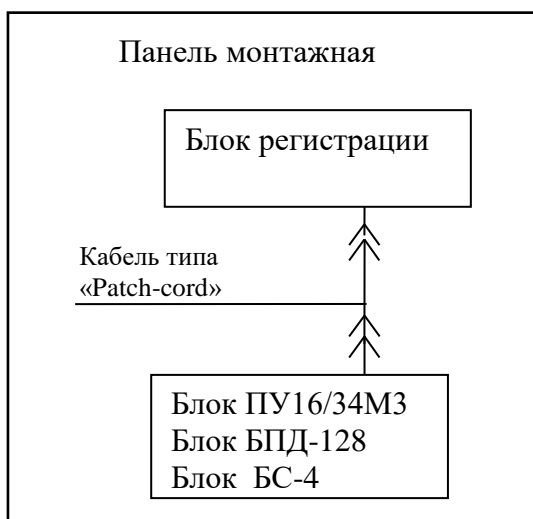 Панель монтажная
Блок регистрации
Кабель типа
«Patch-cord»
Блок ПУ16/34М3
Блок БПД-128
Блок БС-4